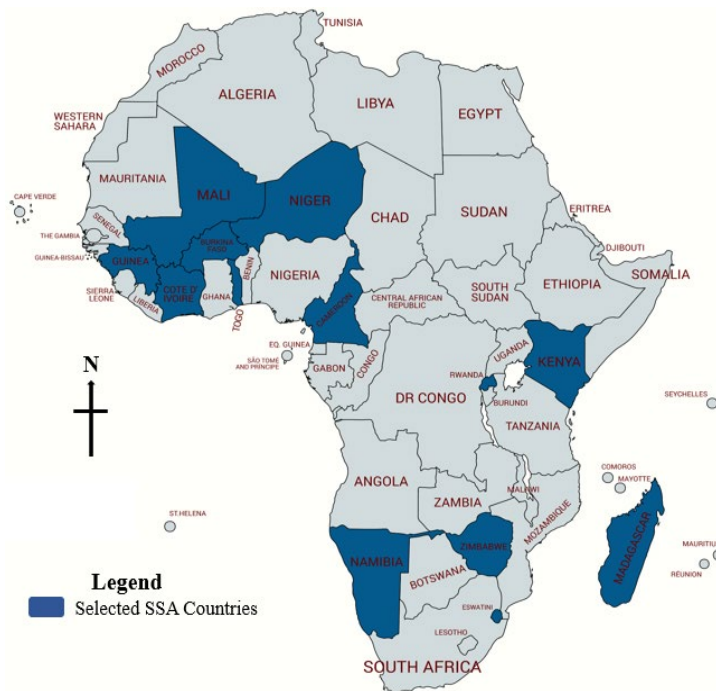 TUNISIA
MOROCCO
ALGERIA
LIBYA
EGYPT
WESTERN
SAHARA
MAURITANIA
MALI
NIGER
CAPE VERDE
SENEGAL
CHAD
SUDAN
ERITREA
THE GAMBIA
BURKINA
FASO
DJIBOUTI
GUINEA-BISSAU
GUINEA
BENIN
NIGERIA
SOMALIA
SIERRA
LEONE
LIBERIA
COTE D'
IVOIRE
GHANA
TOGO
CAMEROON
CENTRAL AFRICAN
REPUBLIC
SOUTH
SUDAN
ETHIOPIA
EQ. GUINEA
SÃO TOMÉ
AND PRÍNCIPE
GABON
CONGO
UGANDA
KENYA
N
RWANDA
DR CONGO
BURUNDI
SEYCHELLES
TANZANIA
COMOROS
MAYOTTE
ANGOLA
MALAWI
ZAMBIA
MOZAMBIQUE
ST.HELENA
MADAGASCAR
MAURITIU
NAMIBIA
ZIMBABWE
BOTSWANA
RÉUNION
Legend
Selected SSA Countries
ESWATINI
LESOTHO
SOUTH AFRICA